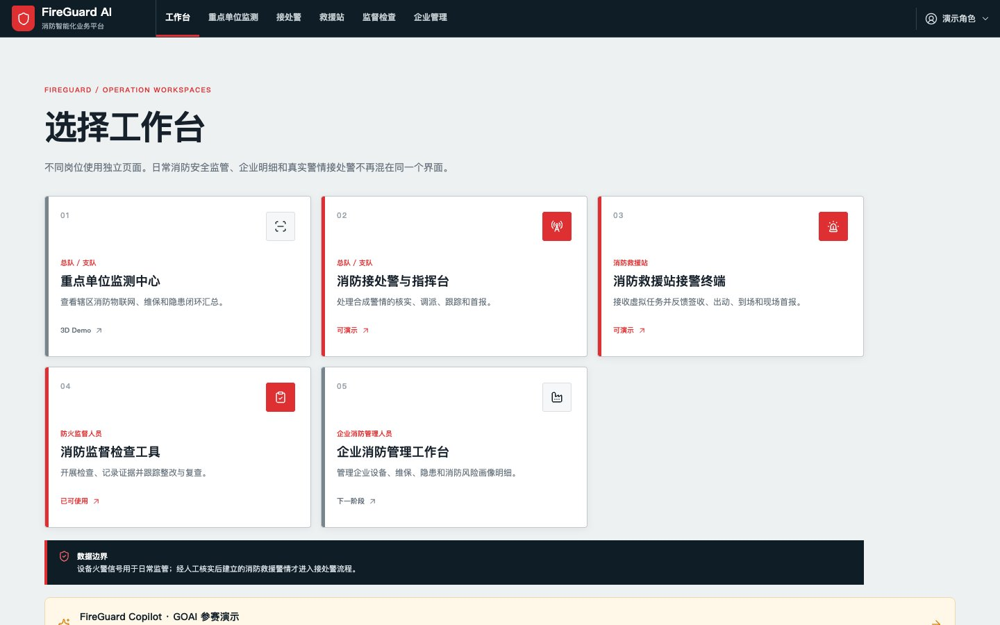 FireGuard AI
消防智能化业务平台
工作台
重点单位监测
接处警
救援站
监督检查
企业管理
演示角色
FIREGUARD / OPERATION WORKSPACES
选择工作台
不同岗位使用独立页面。日常消防安全监管、企业明细和真实警情接处警不再混在同一个界面。
01
总队 / 支队
重点单位监测中心
查看辖区消防物联网、维保和隐患闭环汇总。
3D Demo
02
总队 / 支队
消防接处警与指挥台
处理合成警情的核实、调派、跟踪和首报。
可演示
03
消防救援站
消防救援站接警终端
接收虚拟任务并反馈签收、出动、到场和现场首报。
可演示
04
防火监督人员
消防监督检查工具
开展检查、记录证据并跟踪整改与复查。
已可使用
05
企业消防管理人员
企业消防管理工作台
管理企业设备、维保、隐患和消防风险画像明细。
下一阶段
数据边界
设备火警信号用于日常监管；经人工核实后建立的消防救援警情才进入接处警流程。
FireGuard Copilot · GOAI 参赛演示